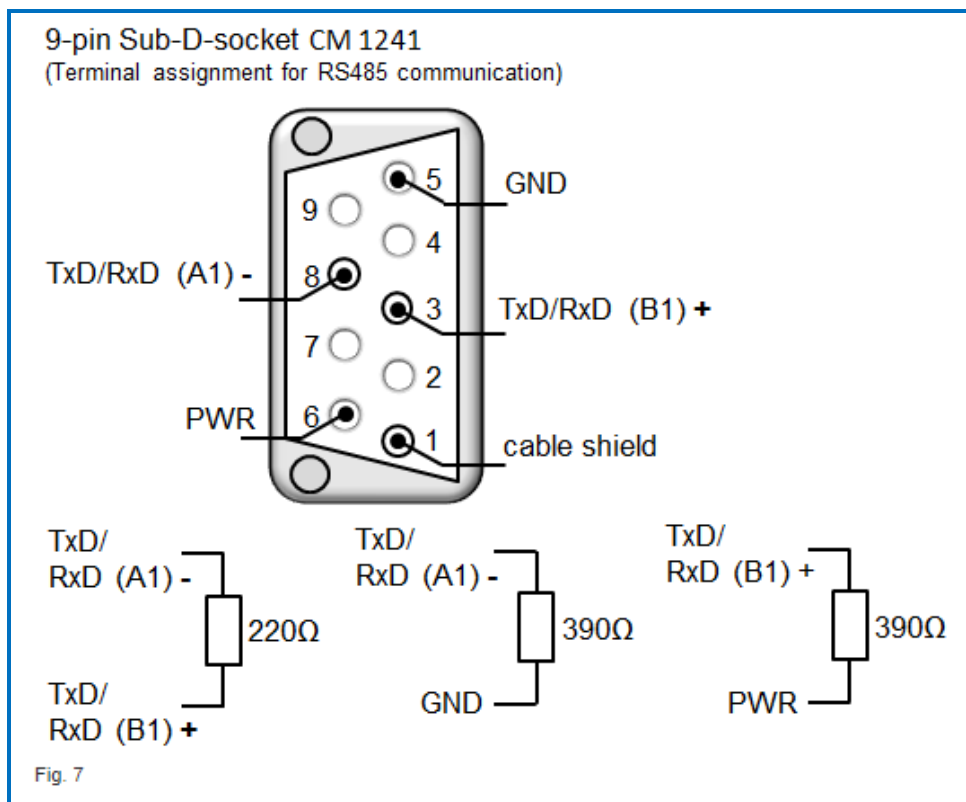 9-pin Sub-D-socket CM 1241
(Terminal assignment for RS485 communication)
5
GND
9
4
TxD/RxD (A1) -
8
3
TxD/RxD (B1) +
7
2
PWR
6
1
cable shield
TxD/
RxD (A1) -
220Ω
TxD/
RxD (B1) +
TxD/
RxD (A1) -
390Ω
GND
TxD/
RxD (B1) +
390Ω
PWR
Fig. 7